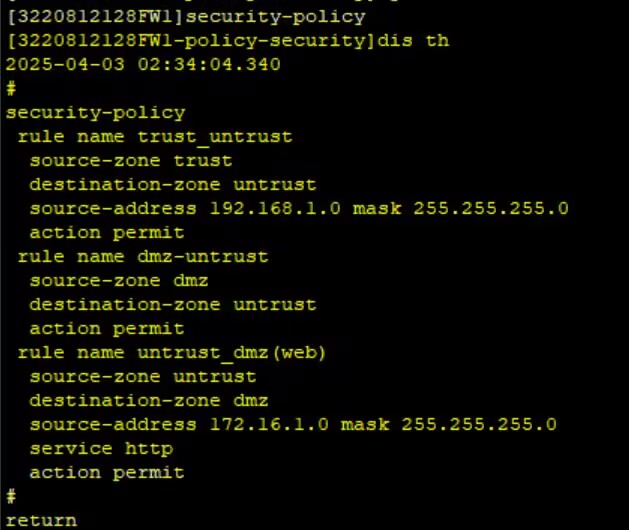 [3220812128FW1]security-policy
[3220812128FW1-policy-security]dis th
2025-04-03 02:34:04.340
#
security-policy
rule name trust_untrust
source-zone trust
destination-zone untrust
source-address 192.168.1.0 mask 255.255.255.0
action permit
rule name dmz-untrust
source-zone dmz
destination-zone untrust
action permit
rule name untrust_dmz(web)
source-zone untrust
destination-zone dmz
source-address 172.16.1.0 mask 255.255.255.0
service http
action permit
#
return